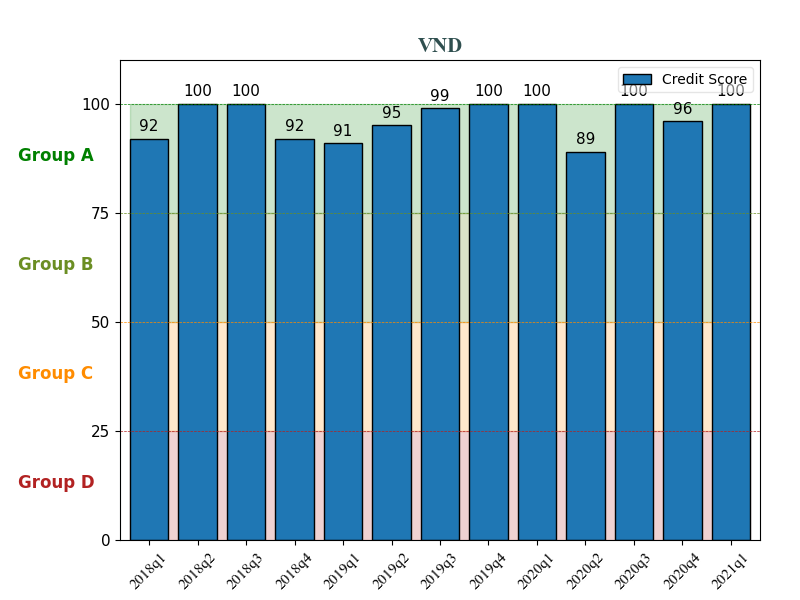 VND
Credit Score
92 100 100 92 91 95 99 100 100 89 100 96 100
100
Group A
75
Group B
50
Group C
25
Group D
0
2018q1 2018q2 2018q3 2018q4 2019q1 2019q2 2019q3 2019q4 2020q1 2020q2 2020q3 2020q4 2021q1